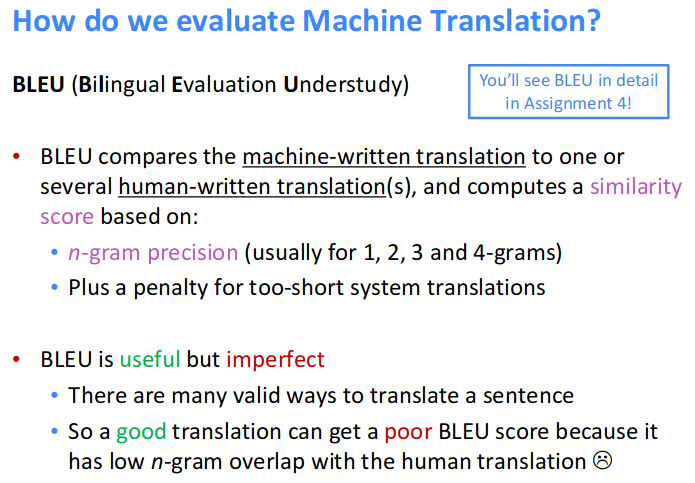 How do we evaluate Machine Translation?
BLEU (Bilingual Evaluation Understudy)
You'll see BLEU in detail
in Assignment 4!
• BLEU compares the machine-written translation to one or
several human-written translation(s), and computes a similarity
score based on:
• n-gram precision (usually for 1, 2, 3 and 4-grams)
• Plus a penalty for too-short system translations
• BLEU is useful but imperfect
• There are many valid ways to translate a sentence
• So a good translation can get a poor BLEU score because it
has low n-gram overlap with the human translation ☹